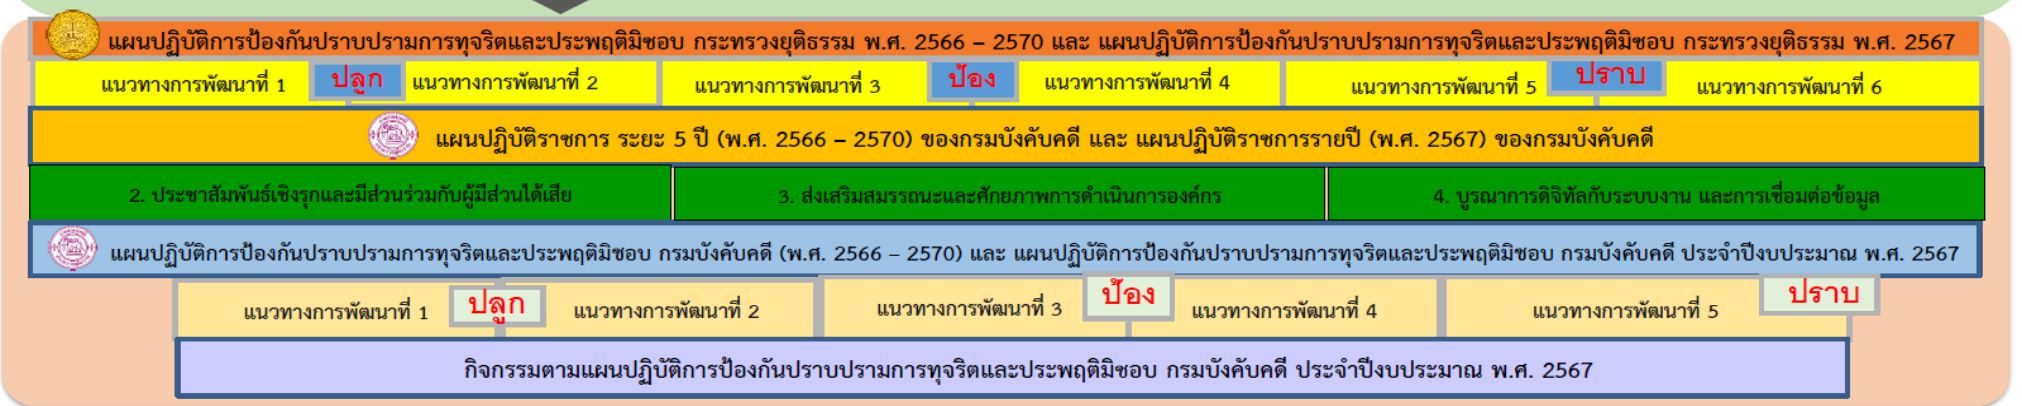 แผนปฏิบัติการป้องกันปราบปรามการทุจริตและประพฤติมิชอบ กระทรวงยุติธรรม พ.ศ. 2566 – 2570 และ แผนปฏิบัติการป้องกันปราบปรามการทุจริตและประพฤติมิชอบ กระทรวงยุติธรรม พ.ศ. 2567
แนวทางการพัฒนาที่ 1 ปลูก แนวทางการพัฒนาที่ 2 แนวทางการพัฒนาที่ 3 ป้อง แนวทางการพัฒนาที่ 4 แนวทางการพัฒนาที่ 5 ปราบ แนวทางการพัฒนาที่ 6
แผนปฏิบัติราชการ ระยะ 5 ปี (พ.ศ. 2566 – 2570) ของกรมบังคับคดี และ แผนปฏิบัติราชการรายปี (พ.ศ. 2567) ของกรมบังคับคดี
2. ประชาสัมพันธ์เชิงรุกและมีส่วนร่วมกับผู้มีส่วนได้เสีย 3. ส่งเสริมสมรรถนะและศักยภาพการดำเนินการองค์กร 4. บูรณาการดิจิทัลกับระบบงาน และการเชื่อมต่อข้อมูล
แผนปฏิบัติการป้องกันปราบปรามการทุจริตและประพฤติมิชอบ กรมบังคับคดี (พ.ศ. 2566 – 2570) และ แผนปฏิบัติการป้องกันปราบปรามการทุจริตและประพฤติมิชอบ กรมบังคับคดี ประจำปีงบประมาณ พ.ศ. 2567
แนวทางการพัฒนาที่ 1 ปลูก แนวทางการพัฒนาที่ 2 แนวทางการพัฒนาที่ 3 ป้อง แนวทางการพัฒนาที่ 4 แนวทางการพัฒนาที่ 5 ปราบ
กิจกรรมตามแผนปฏิบัติการป้องกันปราบปรามการทุจริตและประพฤติมิชอบ กรมบังคับคดี ประจำปีงบประมาณ พ.ศ. 2567